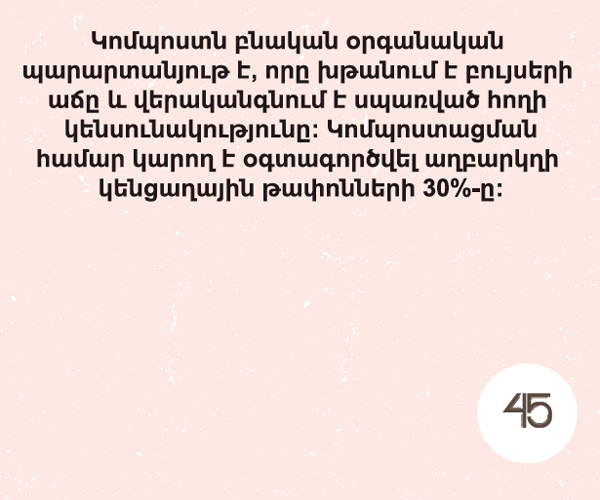 Կոմպոստն բնական օրգանական
պարարտանյութ է, որը խթանում է բույսերի
աճը և վերականգնում է սպառված հողի
կենսունակությունը: Կոմպոստացման
համար կարող է օգտագործվել աղբարկղի
կենցաղային թափոնների 30%-ը:
45